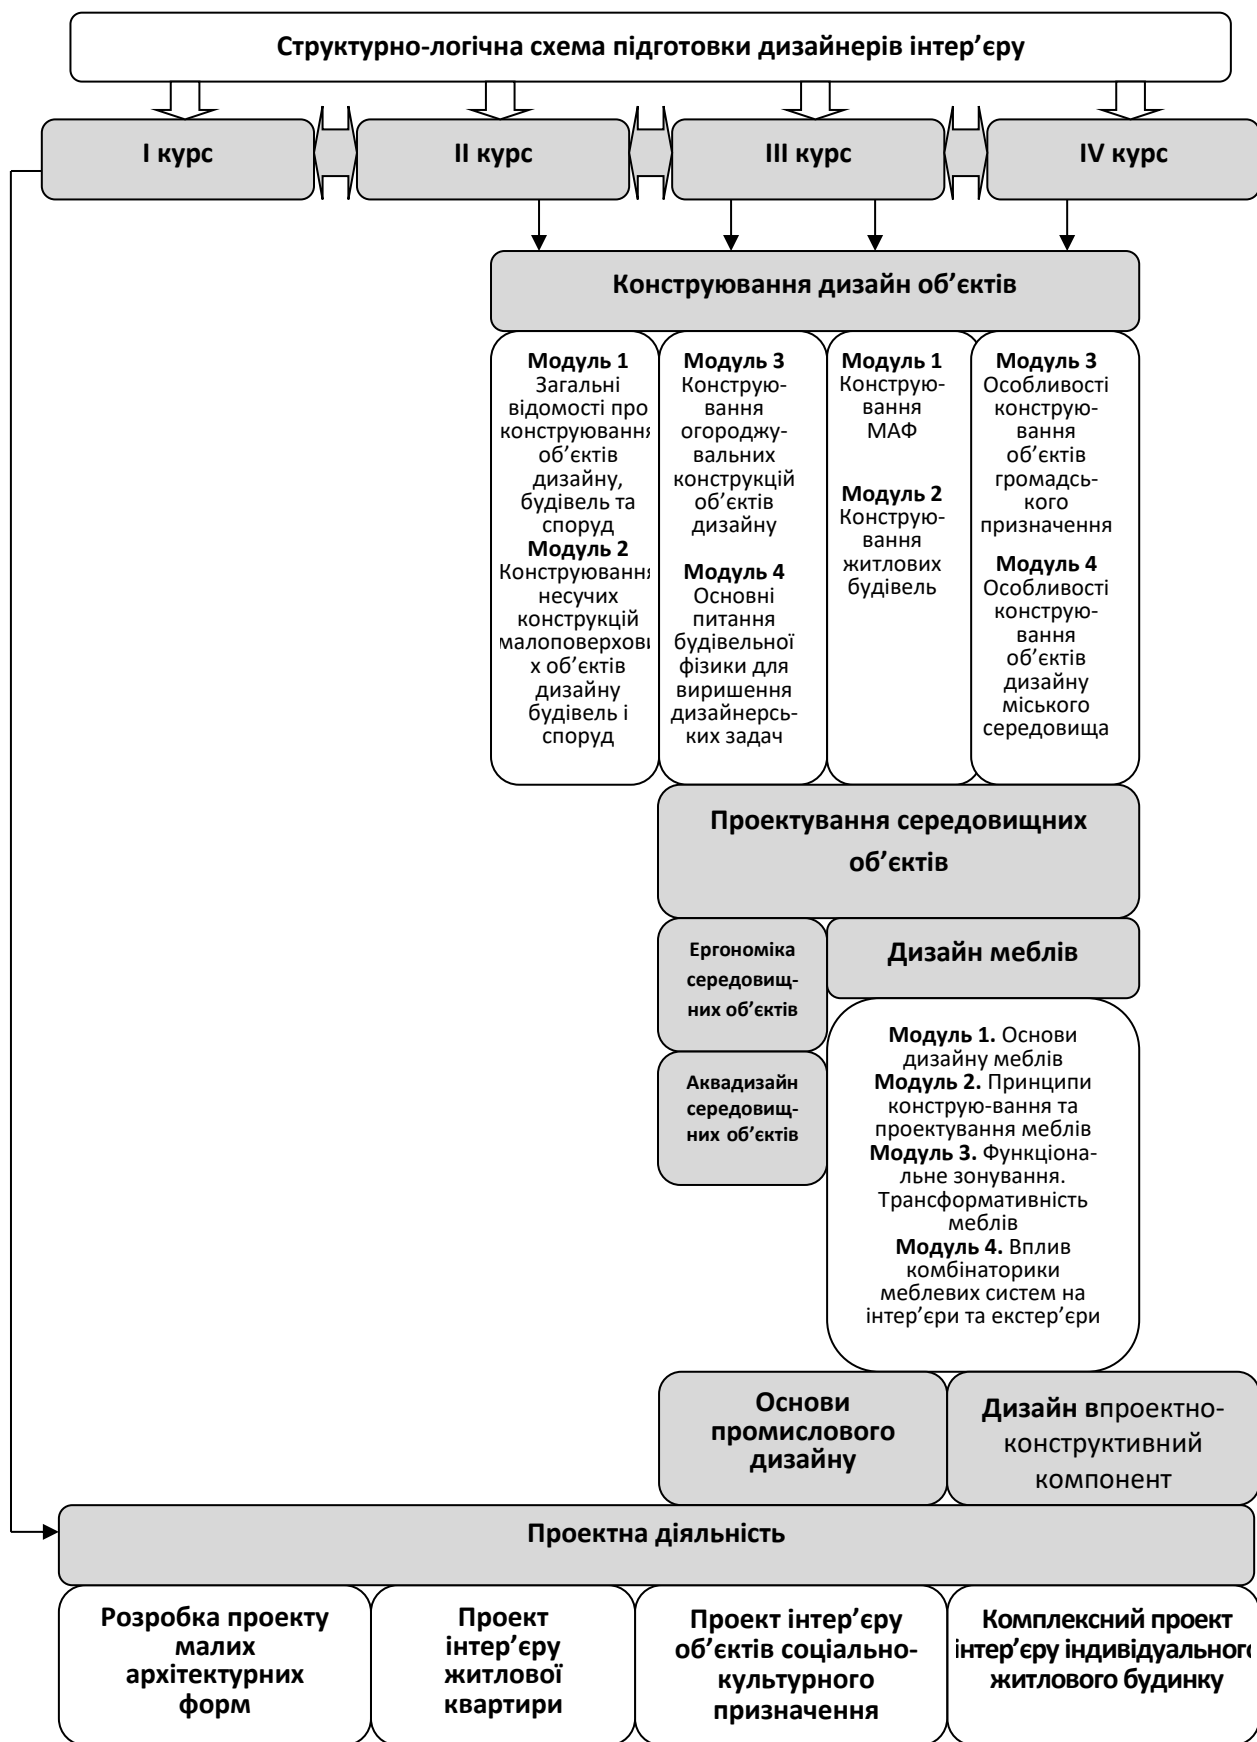 Структурно-логічна схема підготовки дизайнерів інтер’єру
І курс
ІІ курс
ІІІ курс
IV курс
Конструювання дизайн об’єктів
Модуль 1
Загальні
відомості про
конструювання
об’єктів
дизайну,
будівель та
споруд
Модуль 2
Конструювання
несучих
конструкцій
малоповерхови
х об’єктів
дизайну
будівель і
споруд
Модуль 3
Конструю-
вання
огороджу-
вальних
конструкцій
об’єктів
дизайну
Модуль 4
Основні
питання
будівельної
фізики для
виришення
дизайнерсь-
ких задач
Модуль 1
Конструю-
вання
МАФ
Модуль 2
Конструю-
вання
житлових
будівель
Модуль 3
Особливості
конструю-
вання
об’єктів
громадсь-
кого
призначення
Модуль 4
Особливості
конструю-
вання
об’єктів
дизайну
міського
середовища
Проектування середовищних
об’єктів
Ергономіка
середовищ-
них об’єктів
Дизайн меблів
Аквадизайн
середовищ-
них об’єктів
Модуль 1. Основи
дизайну меблів
Модуль 2. Принципи
конструю-вання та
проектування меблів
Модуль 3. Функціона-
льне зонування.
Трансформативність
меблів
Модуль 4. Вплив
комбінаторики
меблевих систем на
інтер’єри та екстер’єри
Основи
промислового
дизайну
Дизайн впроектно-
конструктивний
компонент
Проектна діяльність
Розробка проекту
малих
архітектурних
форм
Проект
інтер’єру
житлової
квартири
Проект інтер’єру
об’єктів соціально-
культурного
призначення
Комплексний проект
інтер’єру індивідуального
житлового будинку